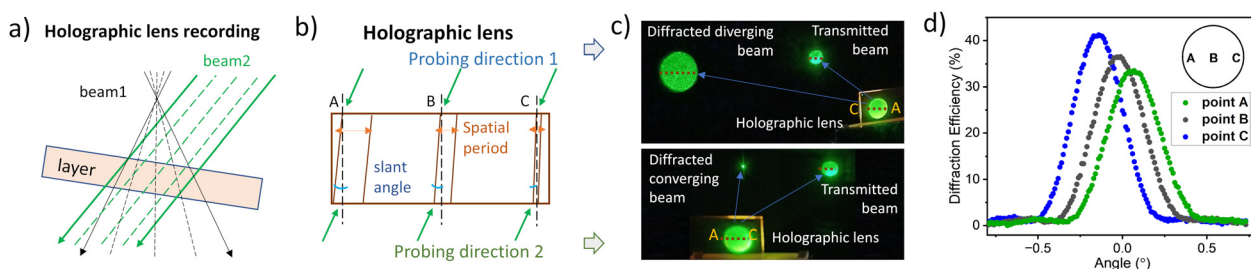 a)
Holographic lens recording
beam2
beam1
layer
b)
Holographic lens
Probing direction 1
A
B
C
Spatial
period
slant
angle
Probing direction 2
c)
Diffracted diverging
beam
Transmitted
beam
C
A
Holographic lens
Diffracted
converging
beam
Transmitted
beam
A
C
Holographic lens
d)
Diffraction Efficiency (%)
50
40
30
20
10
0
−0.5
0.0
0.5
Angle (°)
A B C
point A
point B
point C